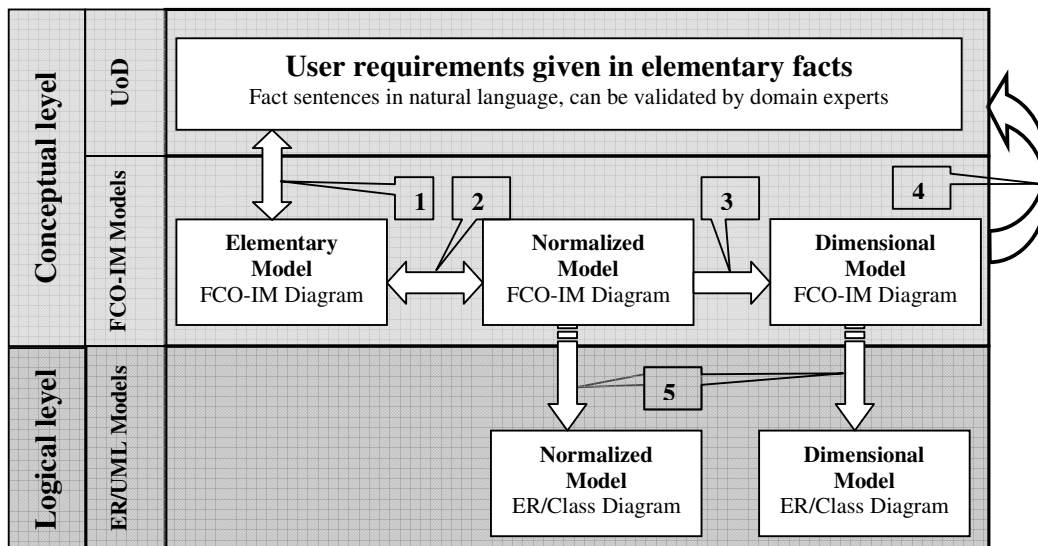 Conceptual level
UoD
User requirements given in elementary facts
Fact sentences in natural language, can be validated by domain experts
FCO-IM Models
1
2
3
4
Elementary
Model
FCO-IM Diagram
Normalized
Model
FCO-IM Diagram
Dimensional
Model
FCO-IM Diagram
Logical level
ER/UML Models
5
Normalized
Model
ER/Class Diagram
Dimensional
Model
ER/Class Diagram